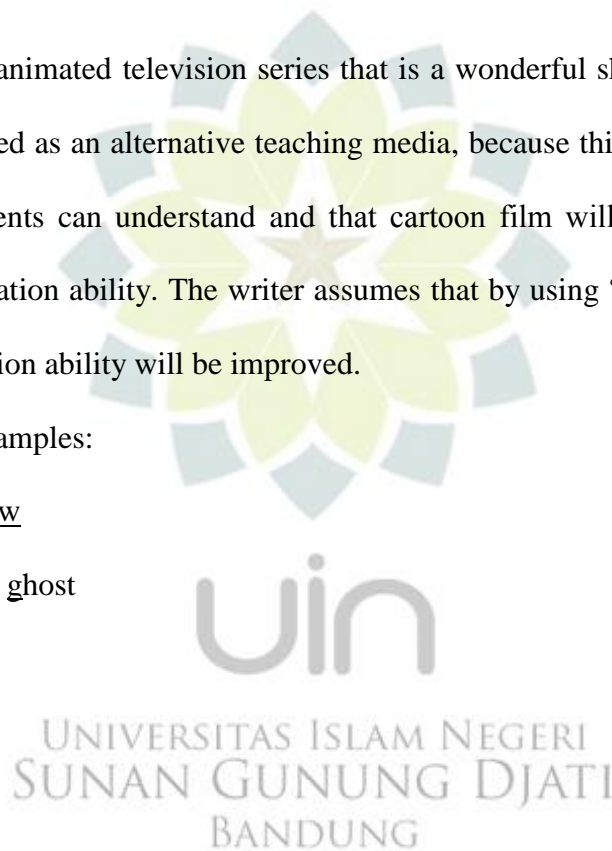 animated television series that is a wonderful sl
ed as an alternative teaching media, because thi
ents can understand and that cartoon film will
ation ability. The writer assumes that by using “
ion ability will be improved.
amples:
w
ghost
uin
UNIVERSITAS ISLAM NEGERI
SUNAN GUNUNG DJATI
BANDUNG